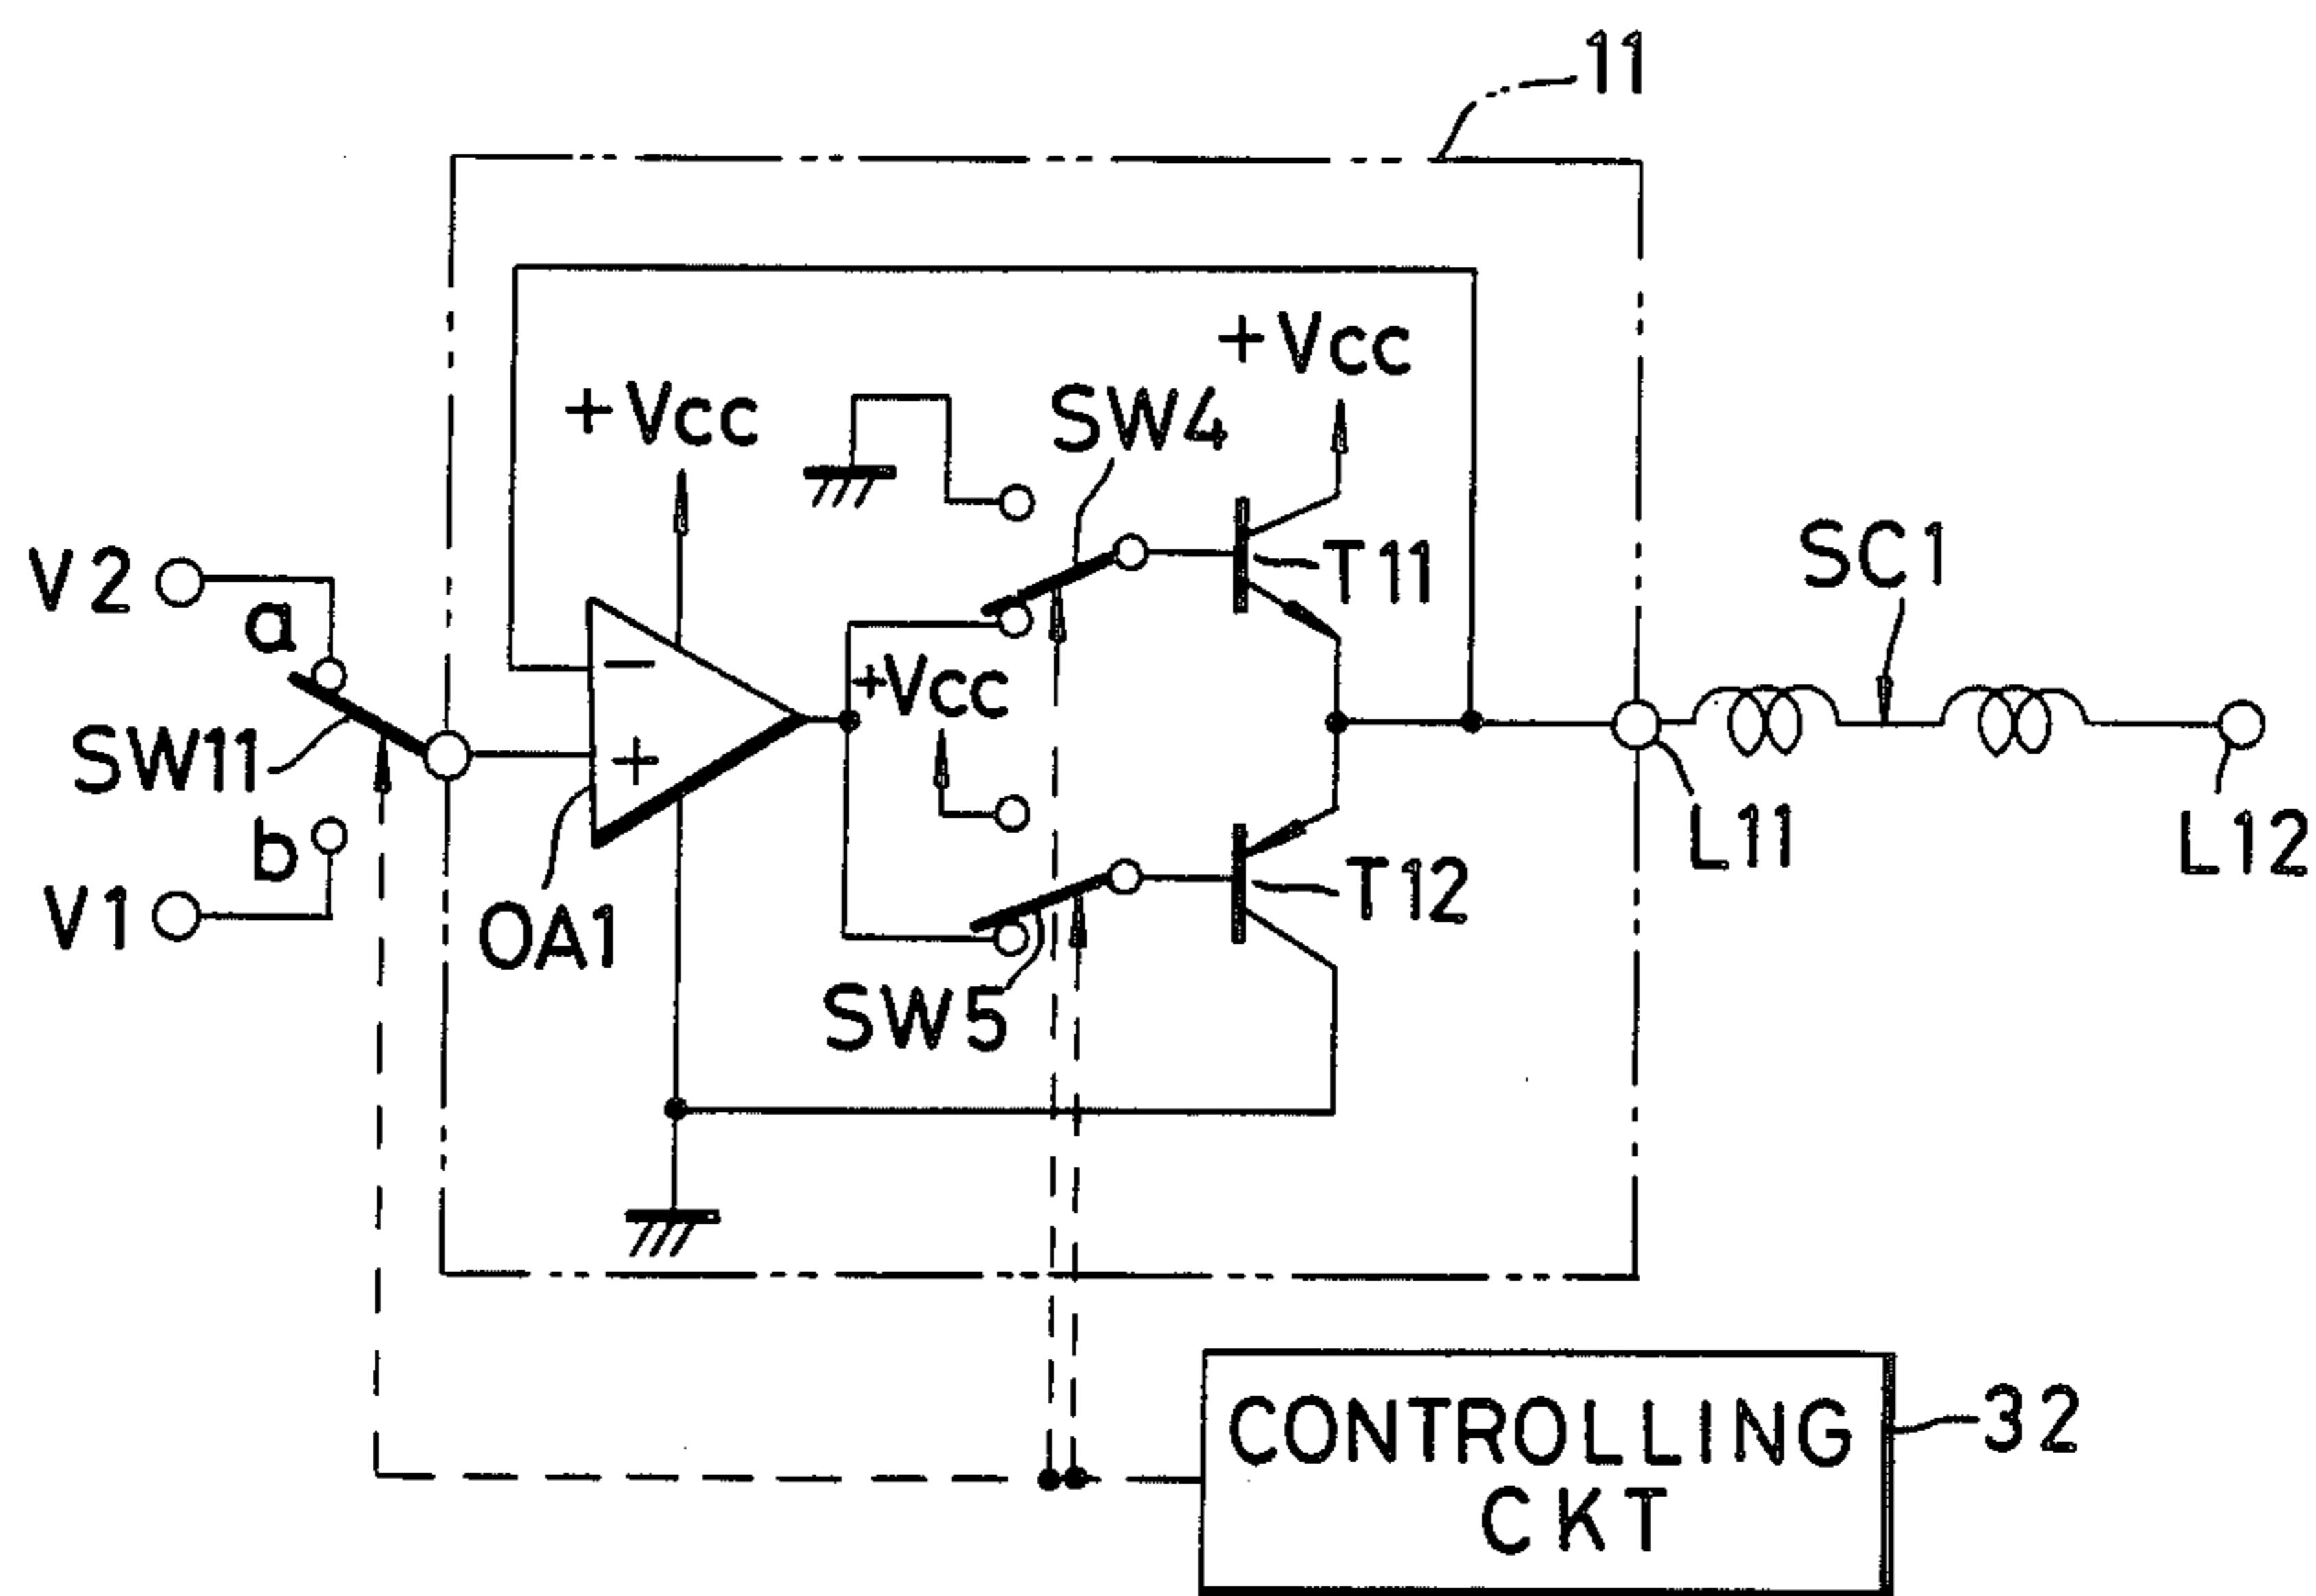 11
+Vcc
+Vcc
SW4
V2
a
T11
SC1
−
+Vcc
SW11
+
b
L11
L12
V1
OA1
T12
SW5
CONTROLLING
CKT
32